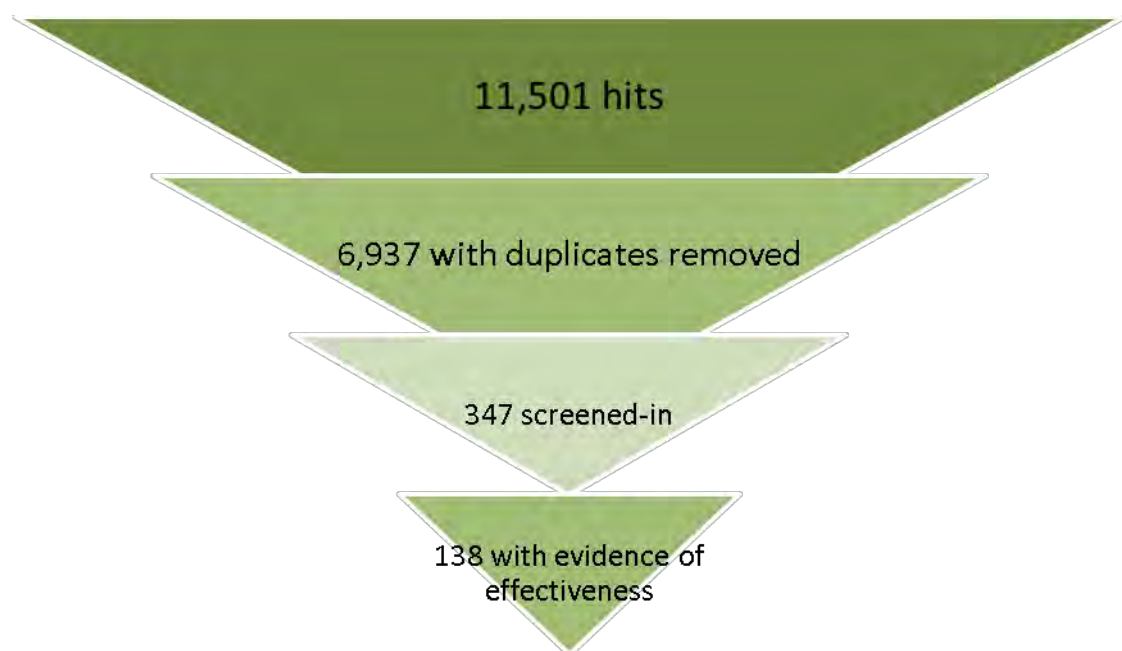 11,501 hits
6,937 with duplicates removed
347 screened-in
138 with evidence of
effectiveness